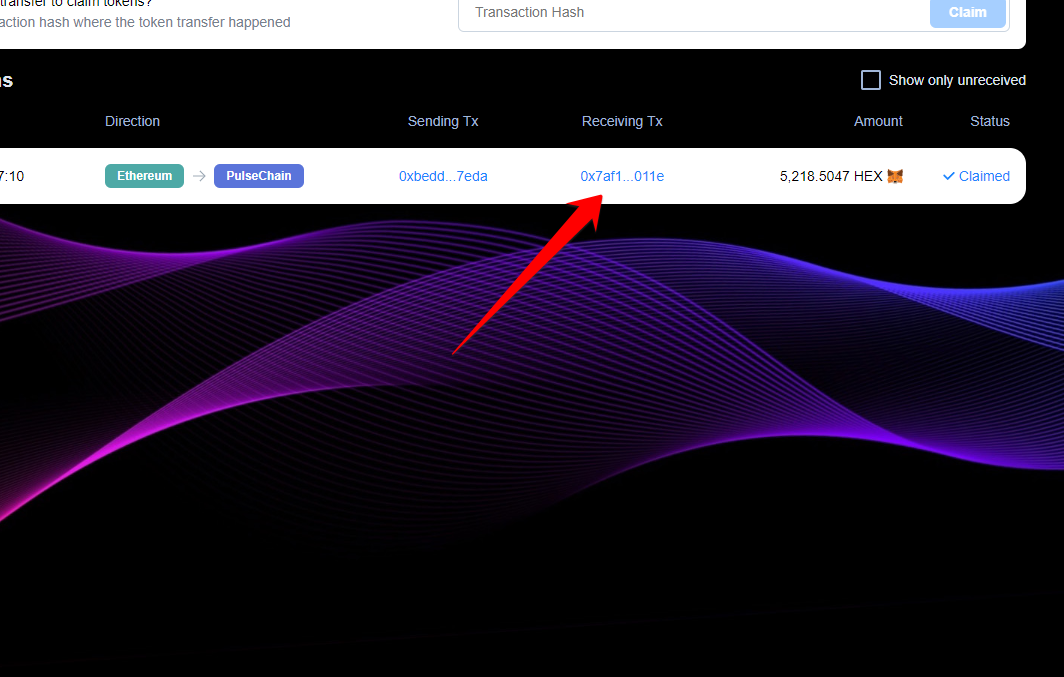 transfer to claim tokens?
action hash where the token transfer happened
Transaction Hash
Claim
Show only unreceived
Direction Sending Tx Receiving Tx Amount Status
7:10 Ethereum → PulseChain 0xbedd...7eda 0x7af1...011e 5,218.5047 HEX Claimed